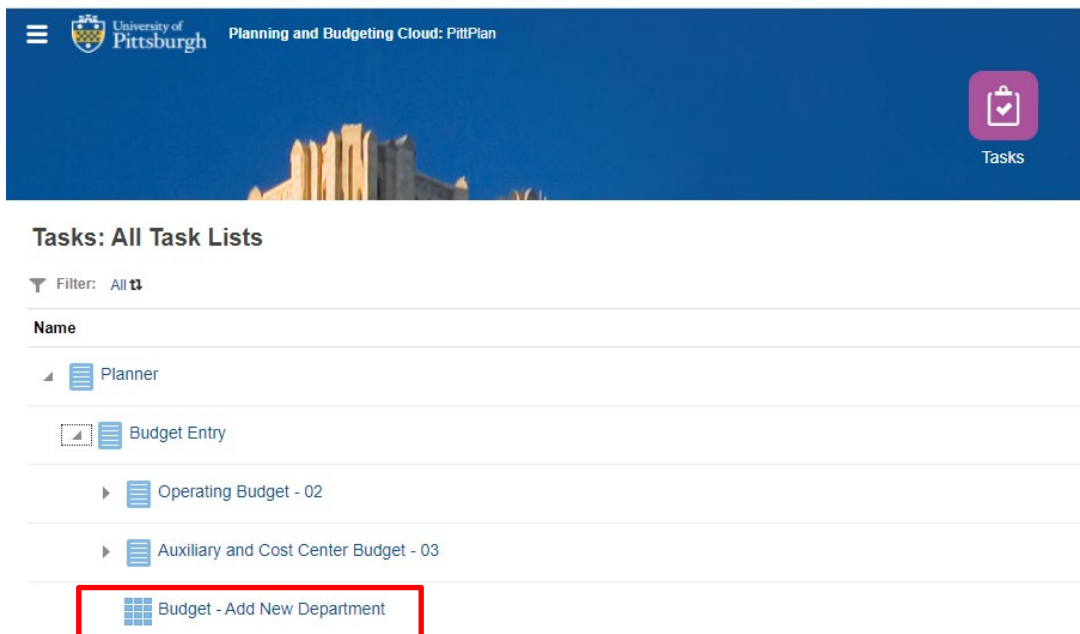 University of
Pittsburgh
Planning and Budgeting Cloud: PittPlan
Tasks
Tasks: All Task Lists
Filter: All
Name
Planner
Budget Entry
Operating Budget - 02
Auxiliary and Cost Center Budget - 03
Budget - Add New Department